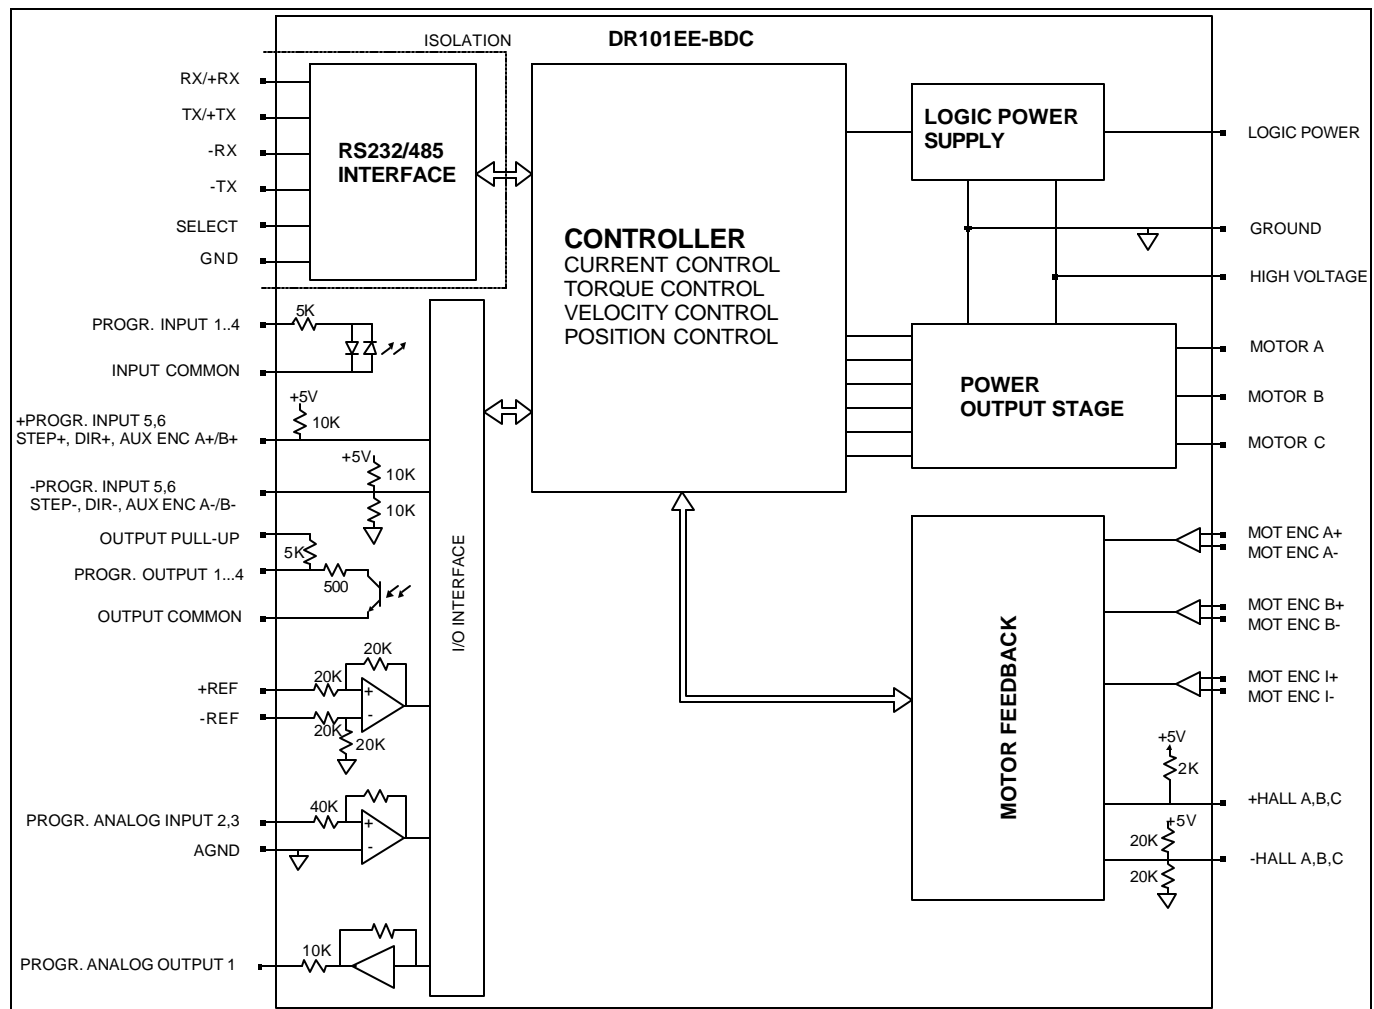 DR101EE-BDC
ISOLATION
RX/+RX
TX/+TX
-RX
-TX
SELECT
GND
RS232/485
INTERFACE
CONTROLLER
CURRENT CONTROL
TORQUE CONTROL
VELOCITY CONTROL
POSITION CONTROL
LOGIC POWER
SUPPLY
LOGIC POWER
GROUND
HIGH VOLTAGE
POWER
OUTPUT STAGE
MOTOR A
MOTOR B
MOTOR C
PROGR. INPUT 1..4
5K
INPUT COMMON
+5V
10K
+PROGR. INPUT 5,6
STEP+, DIR+, AUX ENC A+/B+
+5V
10K
10K
-PROGR. INPUT 5,6
STEP-, DIR-, AUX ENC A-/B-
OUTPUT PULL-UP
5K
PROGR. OUTPUT 1...4
500
OUTPUT COMMON
I/O INTERFACE
20K
+REF
20K
+
-REF
20K
-
20K
PROGR. ANALOG INPUT 2,3
40K
+
AGND
-
PROGR. ANALOG OUTPUT 1
10K
MOTOR FEEDBACK
MOT ENC A+
MOT ENC A-
MOT ENC B+
MOT ENC B-
MOT ENC I+
MOT ENC I-
+5V
2K
+HALL A,B,C
+5V
20K
-HALL A,B,C
20K